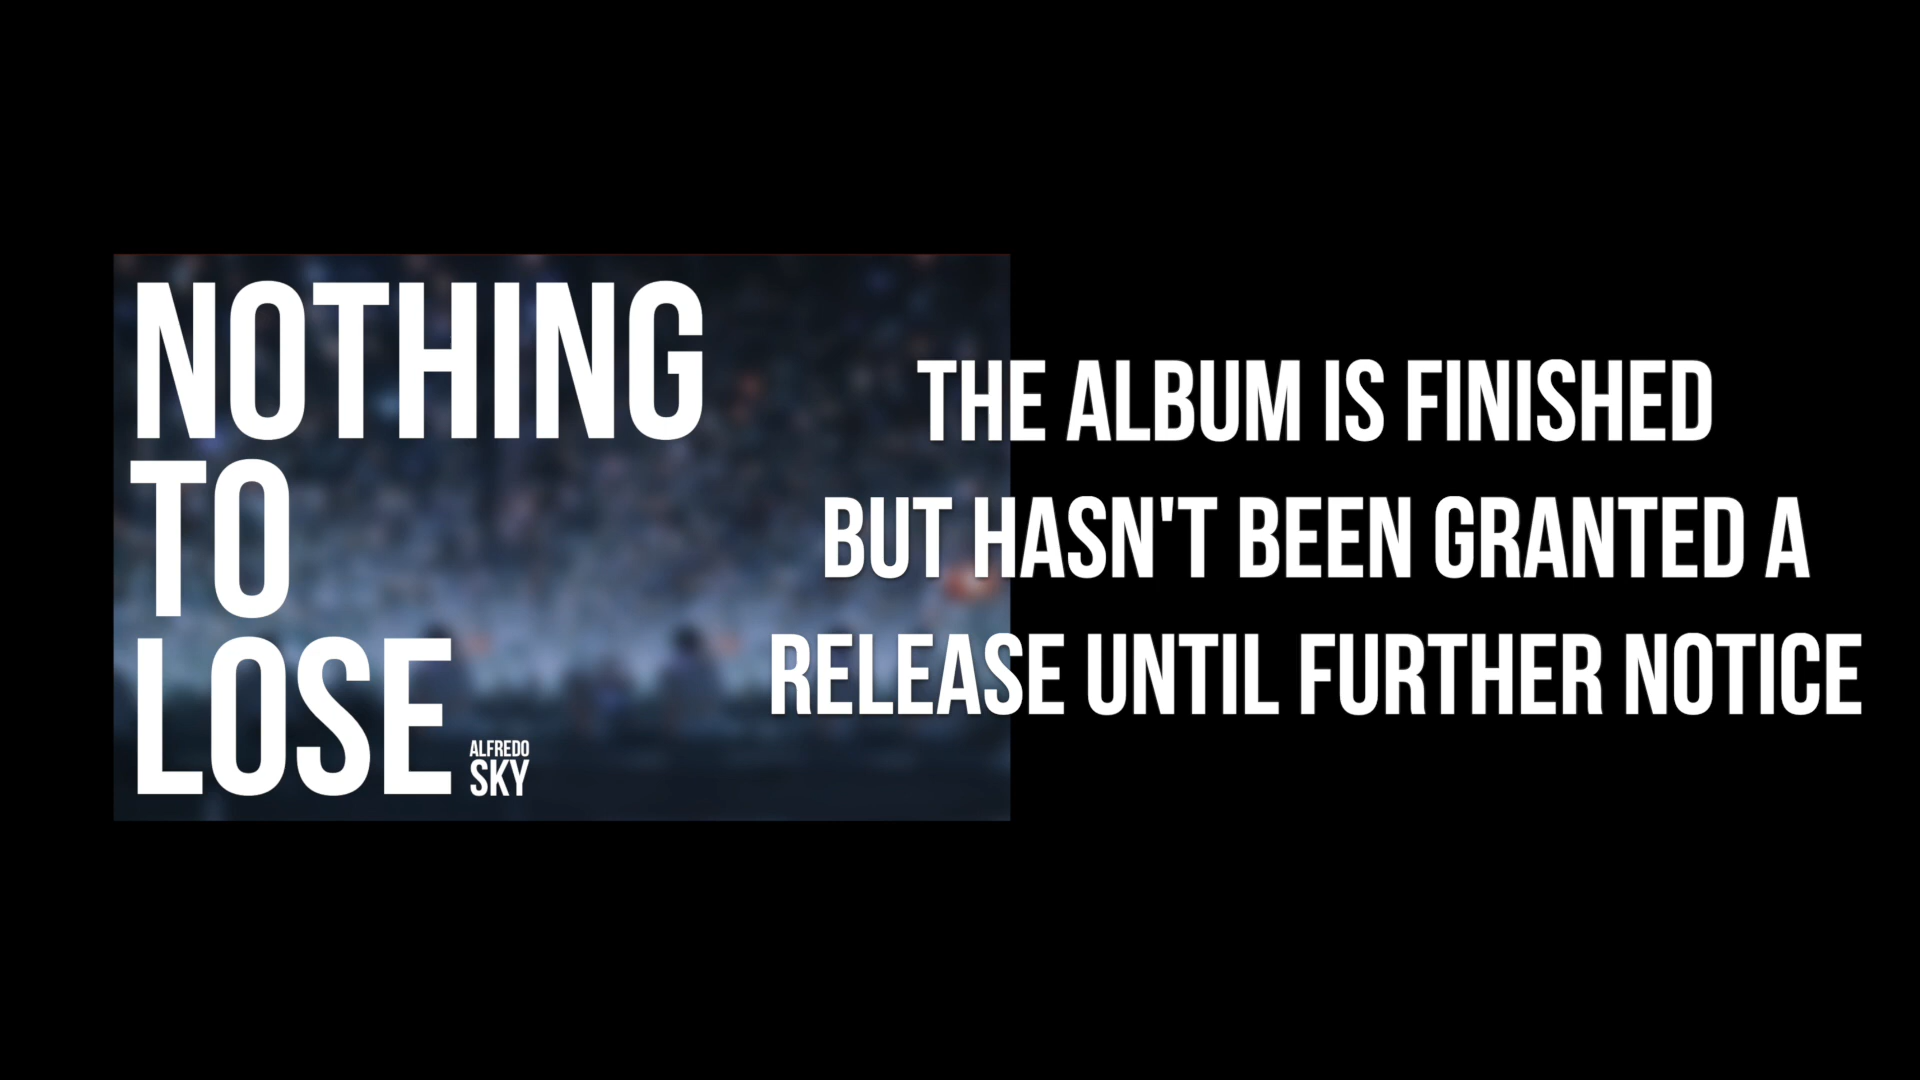 NOTHING
TO
LOSE
ALFREDO
SKY
THE ALBUM IS FINISHED
BUT HASN'T BEEN GRANTED A
RELEASE UNTIL FURTHER NOTICE